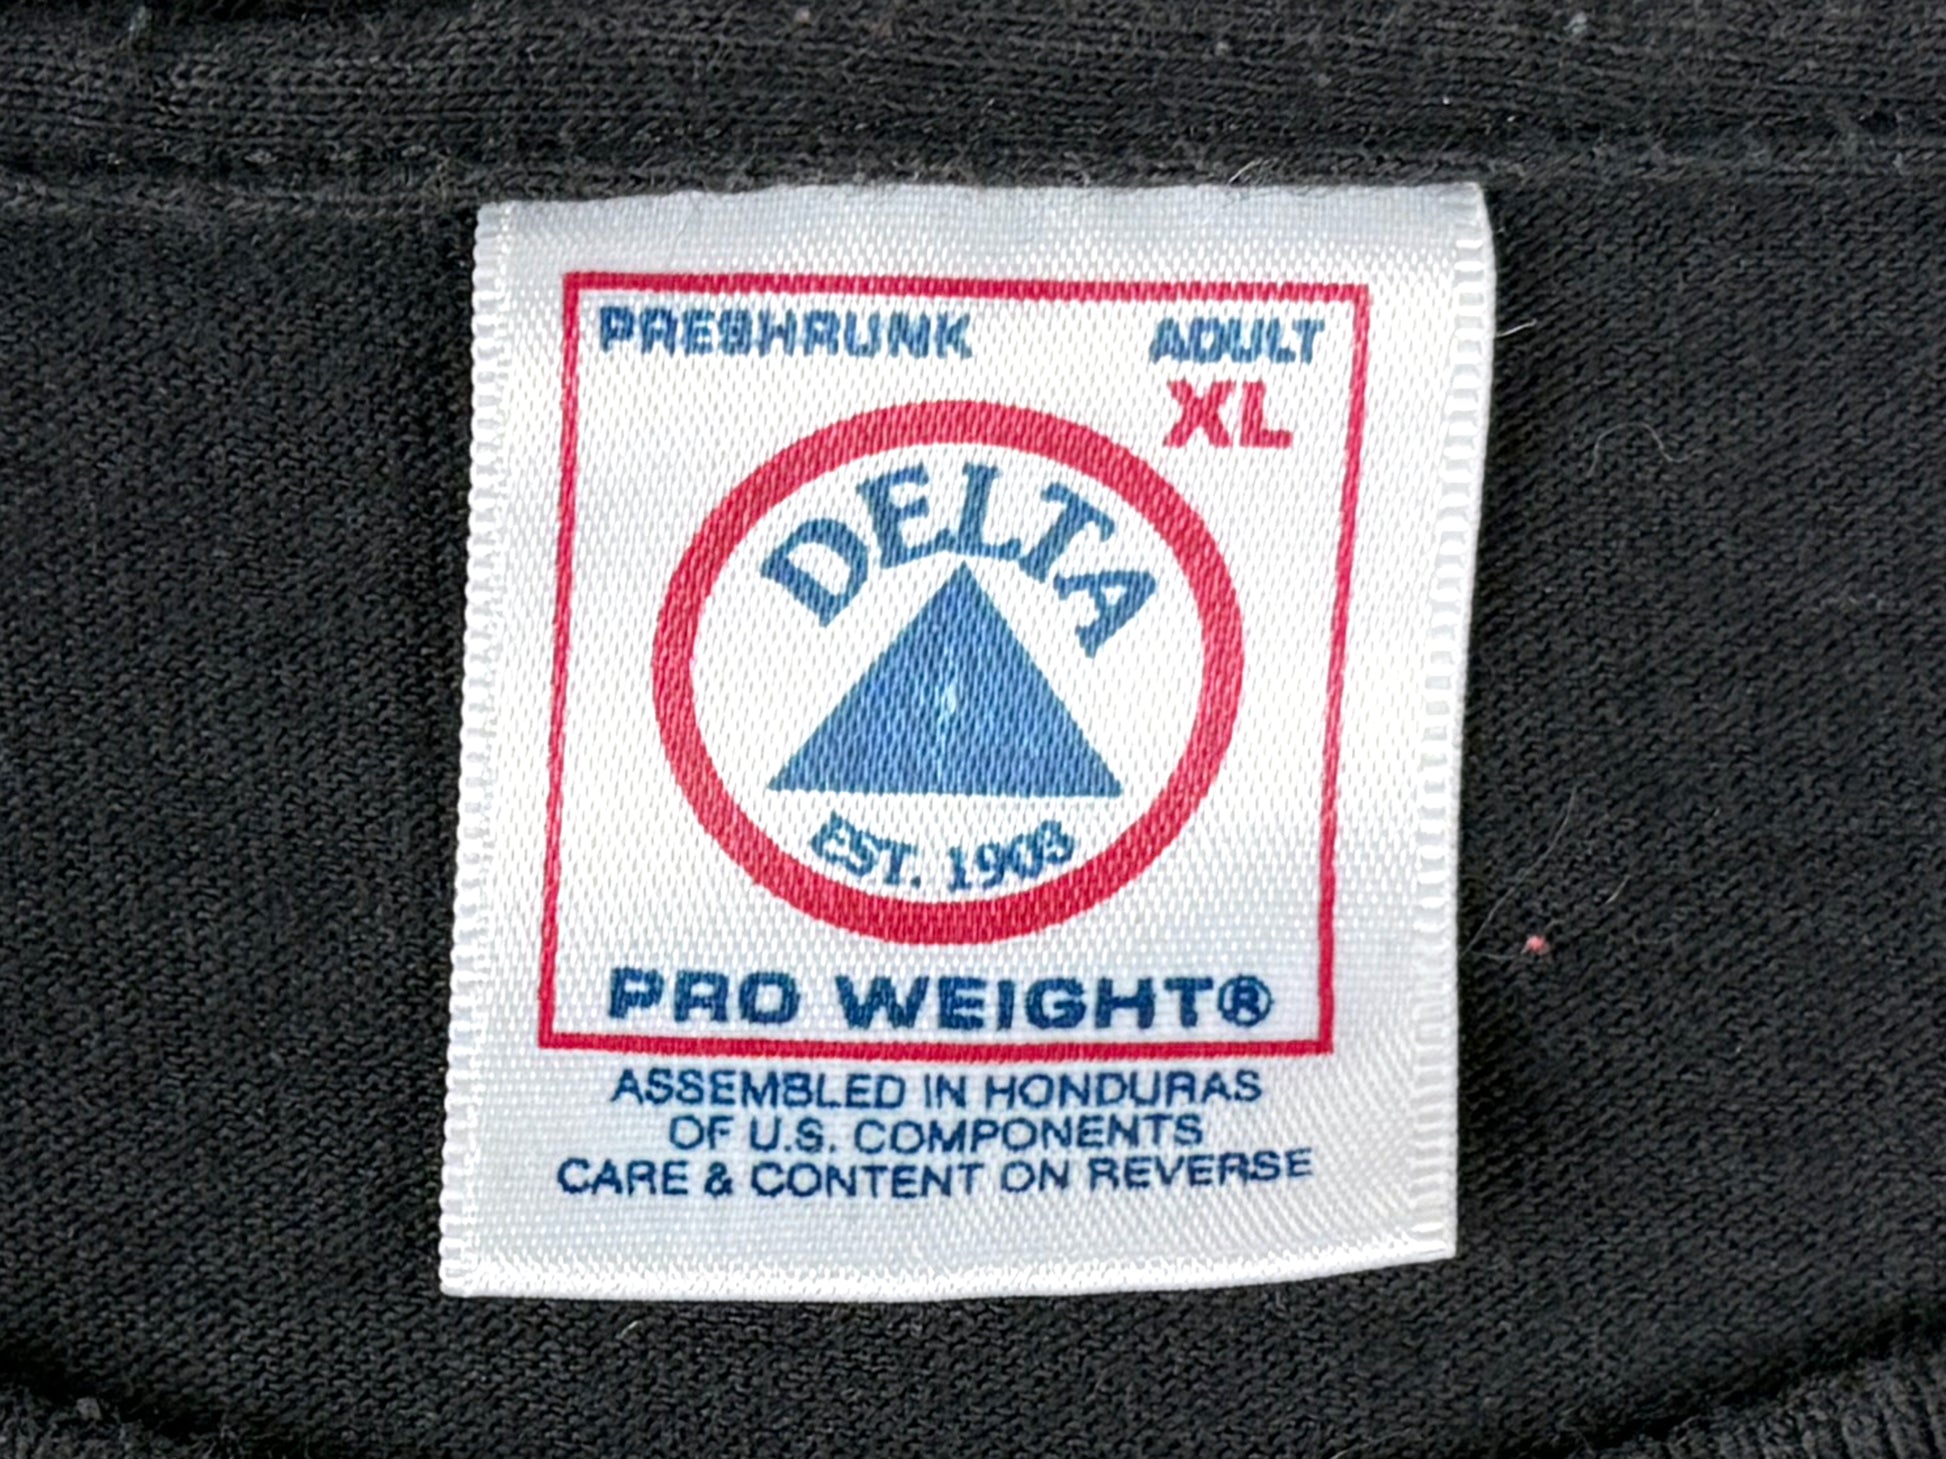 PRESHRUNK
ADULT
XL
DELTA
EST. 1903
PRO WEIGHT®
ASSEMBLED IN HONDURAS
OF U.S. COMPONENTS
CARE & CONTENT ON REVERSE